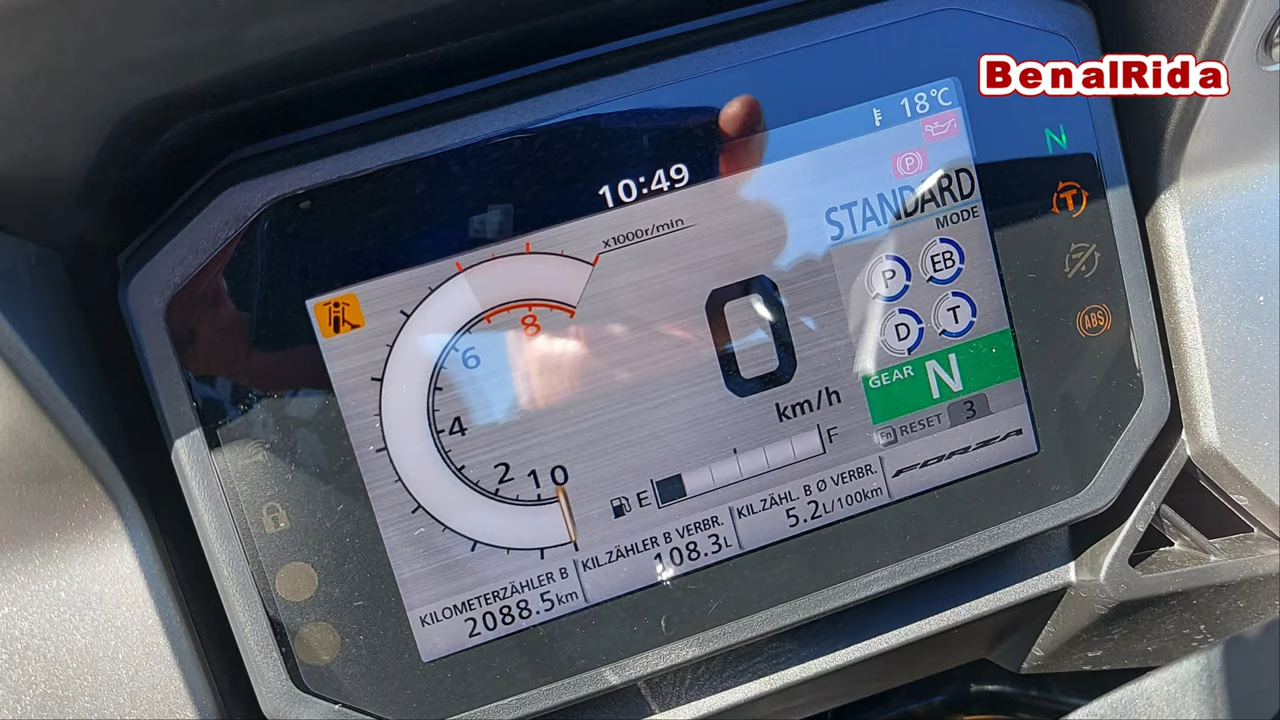 BenalRida
18°C
10:49
N
STANDARD
MODE
x1000r/min
P
EB
T
D
T
ABS
8
6
4
2
1
0
0
km/h
GEAR N
Fn RESET 3
E
F
FORZA
KILOMETERZÄHLER B
2088.5km
KIL.ZÄHLER B VERBR.
108.3L
KIL.ZÄHL. B Ø VERBR.
5.2L/100km